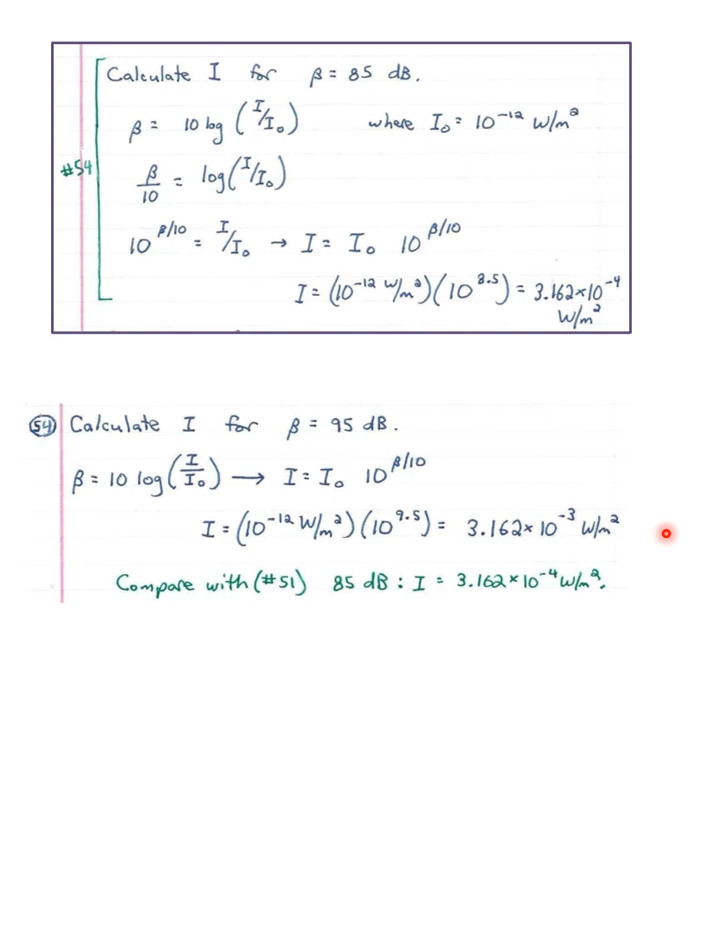 Calculate I for β = 85 dB.
β = 10 log (I/I₀) where I₀ = 10⁻¹² W/m²
#54
β/10 = log(I/I₀)
10^β/10 = I/I₀ → I = I₀ 10^β/10
I = (10⁻¹² W/m²)(10^8.5) = 3.162×10⁻⁴
W/m²
54 Calculate I for β = 95 dB.
β = 10 log(I/I₀) → I = I₀ 10^β/10
I = (10⁻¹² W/m²)(10^9.5) = 3.162×10⁻³ W/m²
Compare with (#51) 85 dB : I = 3.162×10⁻⁴ W/m².